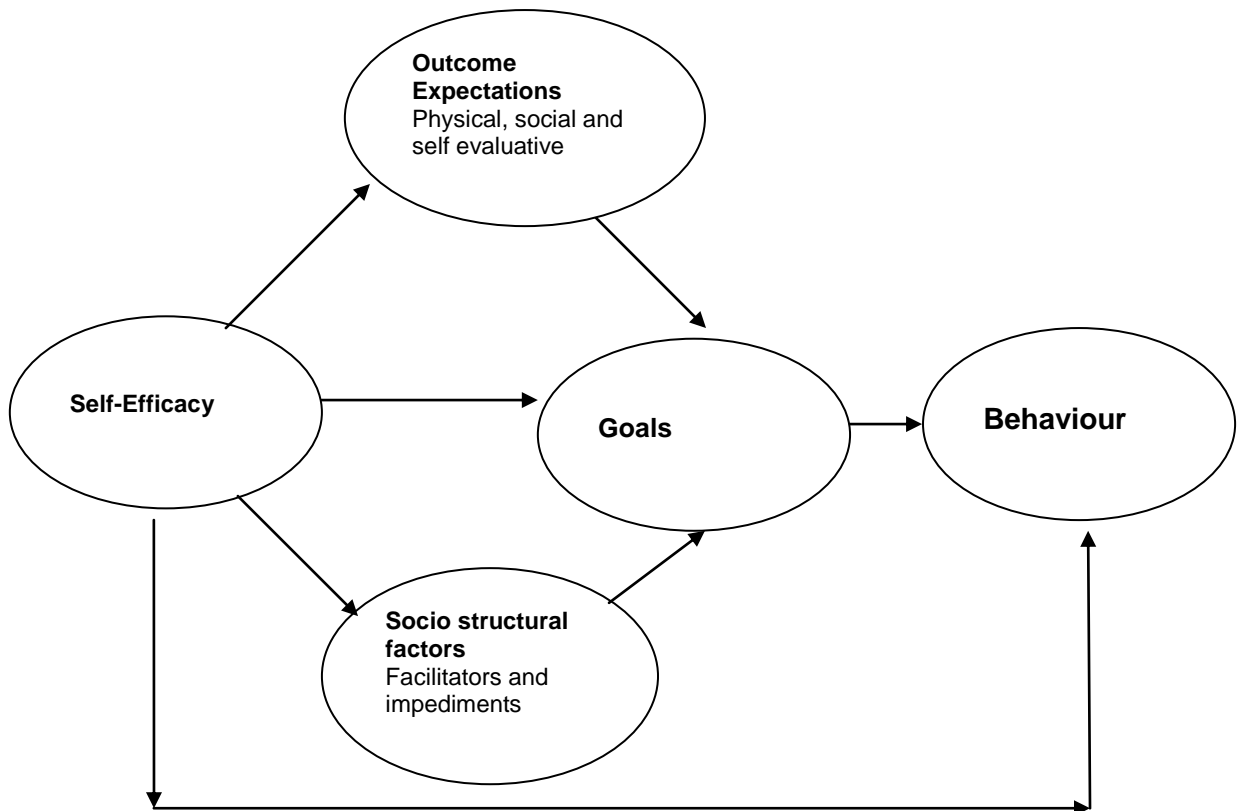 Outcome
Expectations
Physical, social and
self evaluative
Self-Efficacy
Goals
Behaviour
Socio structural
factors
Facilitators and
impediments